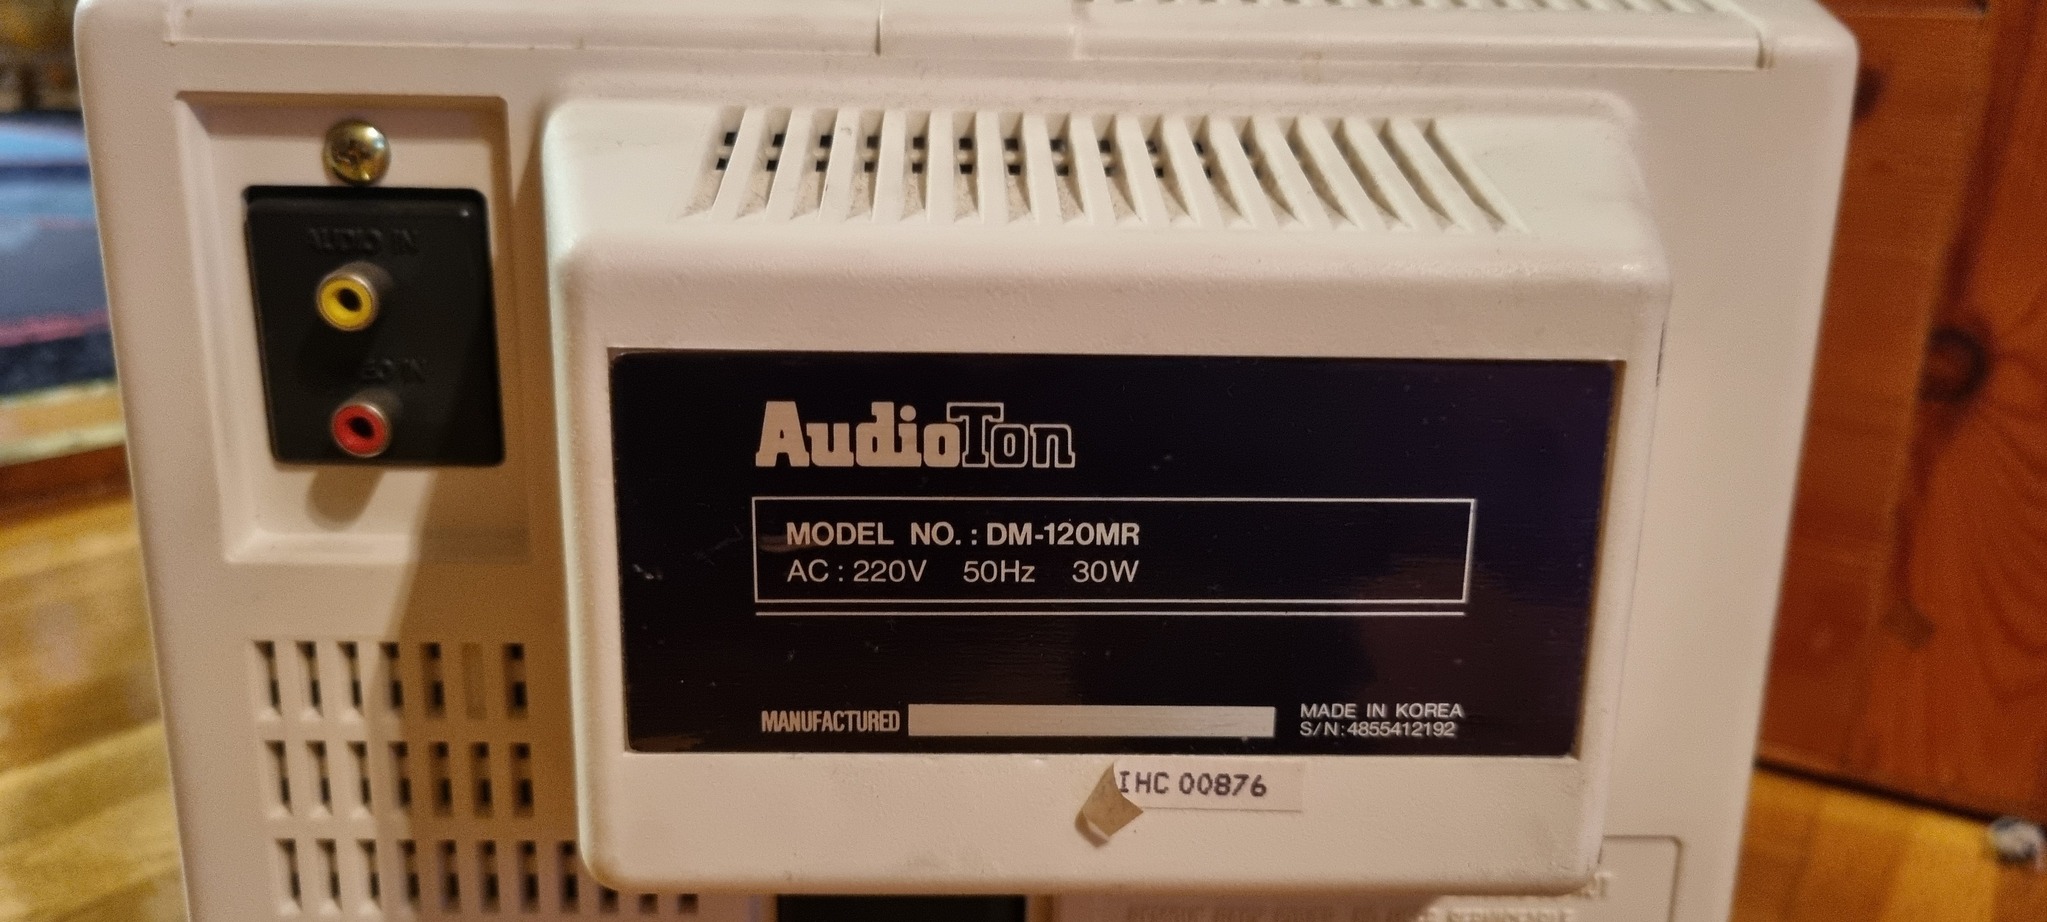 AUDIO IN
AudioTon
MODEL NO. : DM-120MR
AC : 220V 50Hz 30W
MANUFACTURED
MADE IN KOREA
S/N:4855412192
IHC 00876